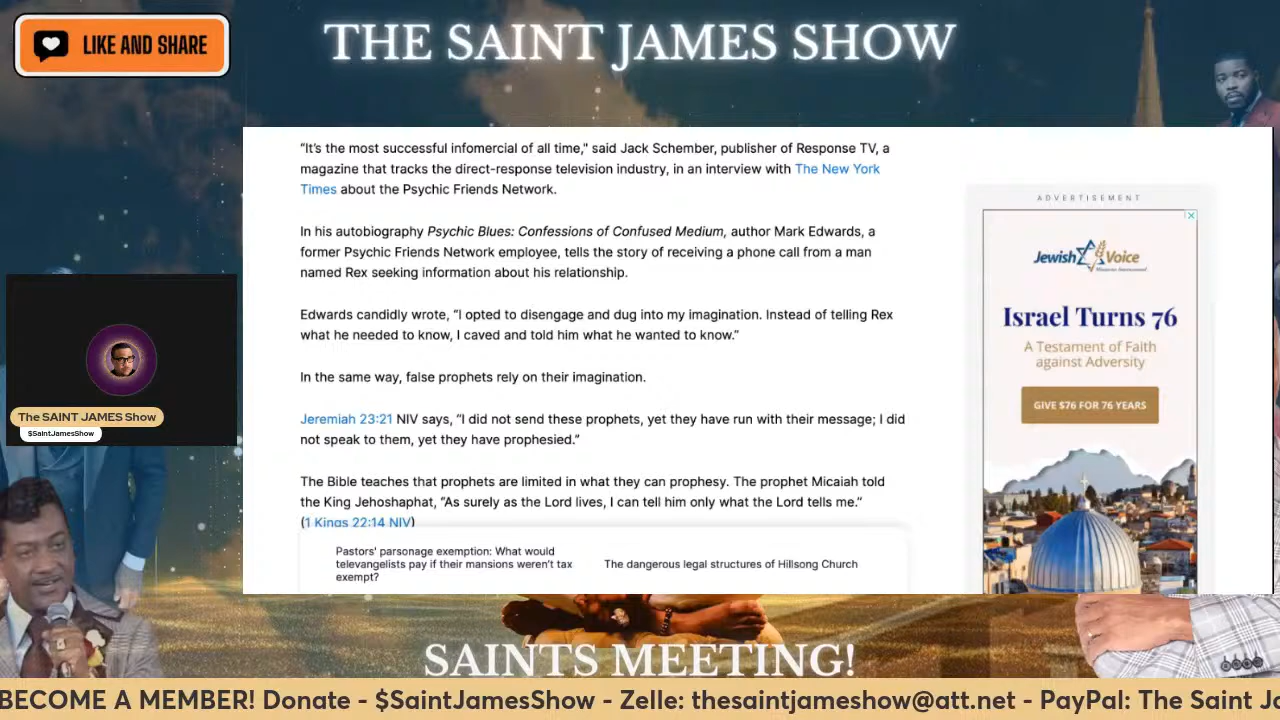 LIKE AND SHARE
THE SAINT JAMES SHOW
“It’s the most successful infomercial of all time," said Jack Schember, publisher of Response TV, a
magazine that tracks the direct-response television industry, in an interview with The New York
Times about the Psychic Friends Network.
In his autobiography Psychic Blues: Confessions of Confused Medium, author Mark Edwards, a
former Psychic Friends Network employee, tells the story of receiving a phone call from a man
named Rex seeking information about his relationship.
Edwards candidly wrote, “I opted to disengage and dug into my imagination. Instead of telling Rex
what he needed to know, I caved and told him what he wanted to know.”
In the same way, false prophets rely on their imagination.
Jeremiah 23:21 NIV says, “I did not send these prophets, yet they have run with their message; I did
not speak to them, yet they have prophesied.”
The Bible teaches that prophets are limited in what they can prophesy. The prophet Micaiah told
the King Jehoshaphat, “As surely as the Lord lives, I can tell him only what the Lord tells me.”
(1 Kings 22:14 NIV)
Pastors' parsonage exemption: What would
televangelists pay if their mansions weren’t tax
exempt?
The dangerous legal structures of Hillsong Church
ADVERTISEMENT
Jewish Voice
Israel Turns 76
A Testament of Faith
against Adversity
GIVE $76 FOR 76 YEARS
The SAINT JAMES Show
$SaintJamesShow
SAINTS MEETING!
BECOME A MEMBER! Donate - $SaintJamesShow - Zelle: thesaintjameshow@att.net - PayPal: The Saint